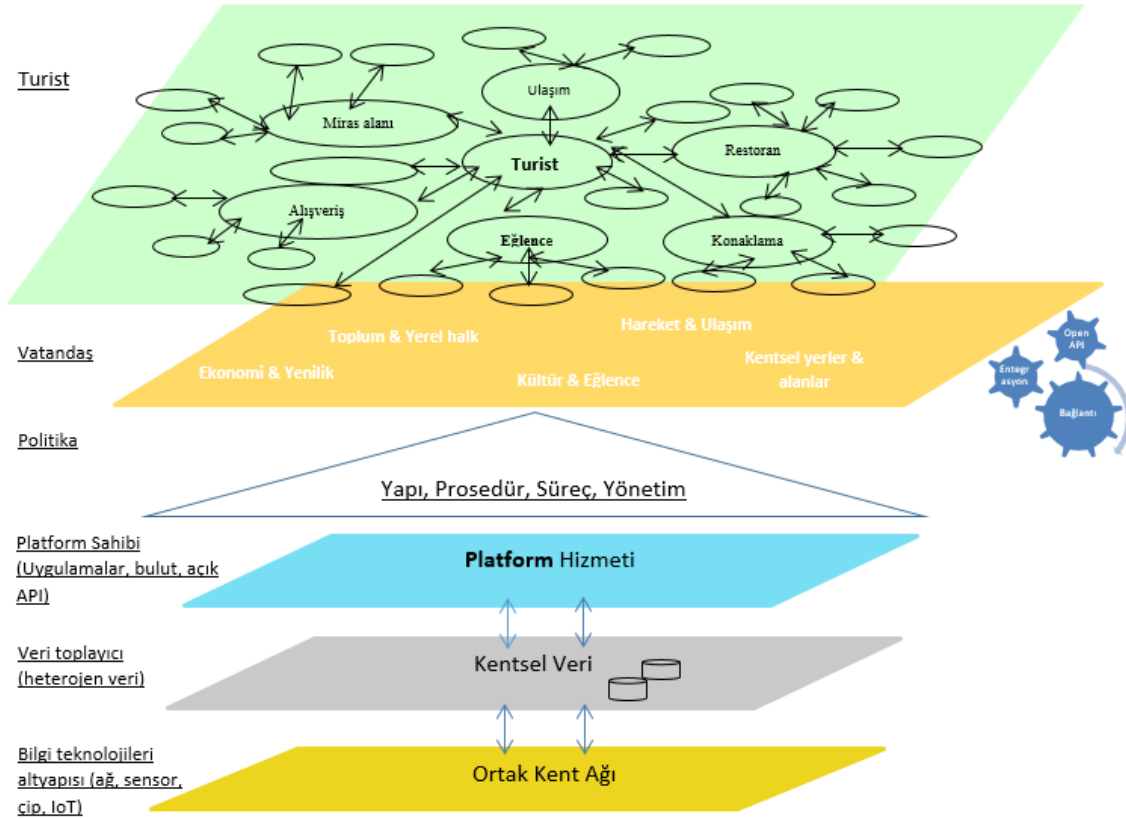 Turist
Ulaşım
Miras alanı
Turist
Restoran
Alışveriş
Eğlence
Konaklama
Vatandaş
Toplum & Yerel halk
Hareket & Ulaşım
Ekonomi & Yenilik
Kültür & Eğlence
Kentsel yerler &
alanlar
Open
API
Entegr
asyon
Bağlantı
Politika
Yapı, Prosedür, Süreç, Yönetim
Platform Sahibi
(Uygulamalar, bulut, açık
API)
Platform Hizmeti
Veri toplayıcı
(heterojen veri)
Kentsel Veri
Bilgi teknolojileri
altyapısı (ağ, sensor,
çip, IoT)
Ortak Kent Ağı